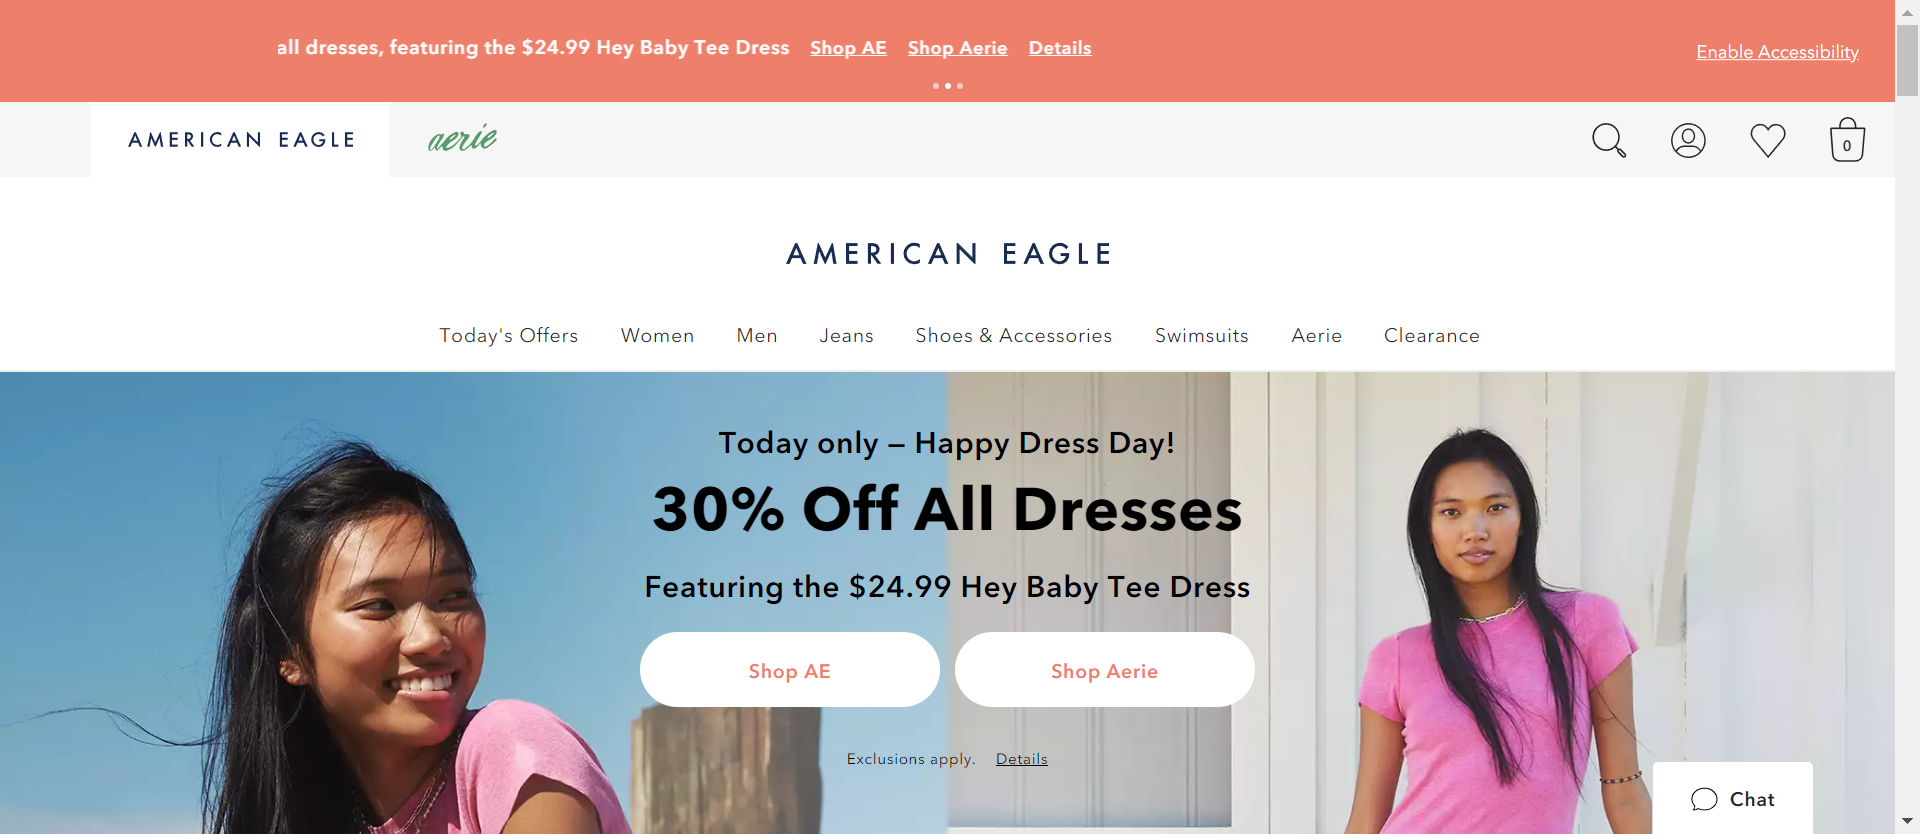 all dresses, featuring the $24.99 Hey Baby Tee Dress Shop AE Shop Aerie Details
Enable Accessibility
AMERICAN EAGLE
aerie
0
AMERICAN EAGLE
Today's Offers Women Men Jeans Shoes & Accessories Swimsuits Aerie Clearance
Today only – Happy Dress Day!
30% Off All Dresses
Featuring the $24.99 Hey Baby Tee Dress
Shop AE Shop Aerie
Exclusions apply. Details
Chat